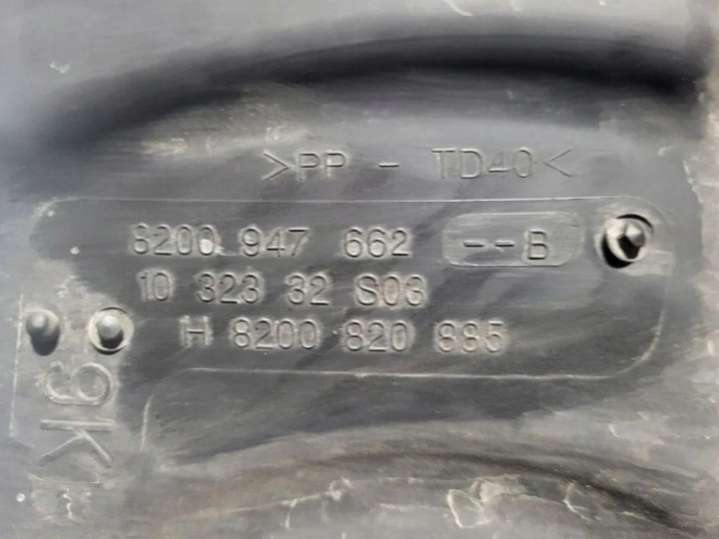 >PP - TD40<
8200 947 662 --B
10 323 32 S03
H 8200 820 885
9K